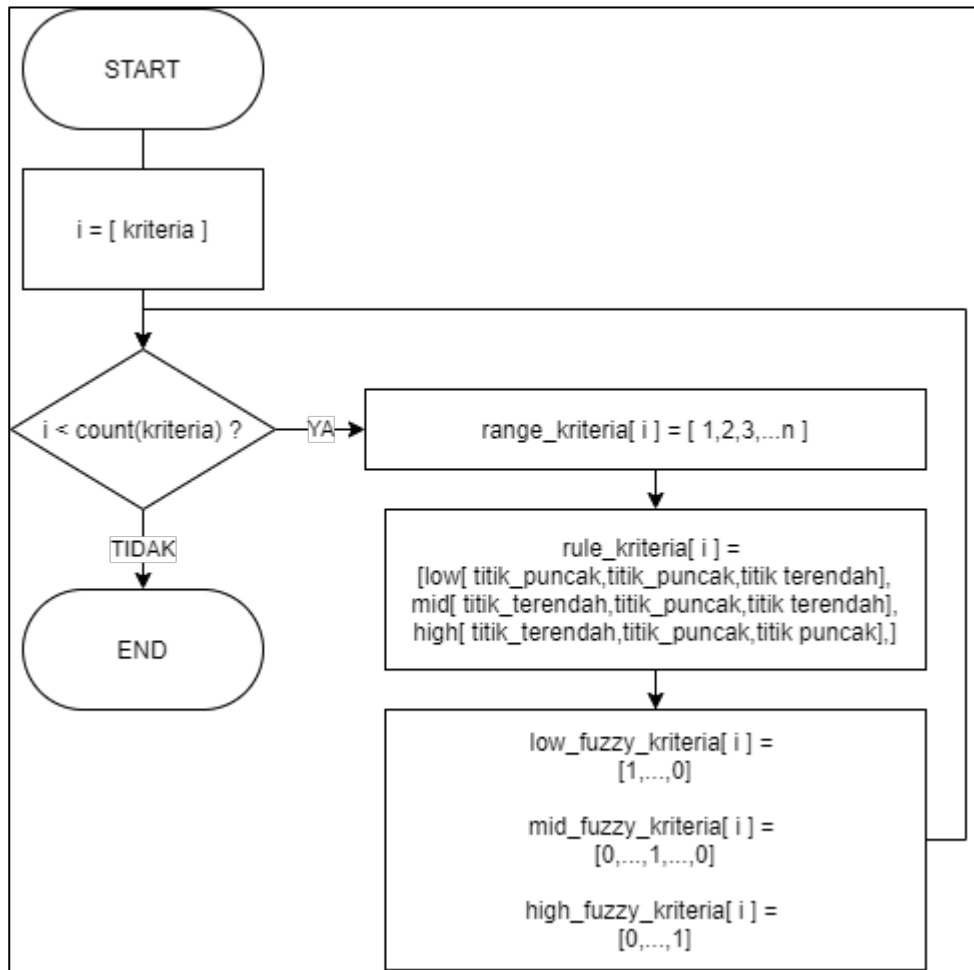 START
i = [ kriteria ]
i < count(kriteria) ?
YA
range_kriteria[ i ] = [ 1,2,3,...n ]
rule_kriteria[ i ] =
[low[ titik_puncak,titik_puncak,titik terendah],
mid[ titik_terendah,titik_puncak,titik terendah],
high[ titik_terendah,titik_puncak,titik puncak],]
TIDAK
END
low_fuzzy_kriteria[ i ] =
[1,...,0]
mid_fuzzy_kriteria[ i ] =
[0,...,1,...,0]
high_fuzzy_kriteria[ i ] =
[0,...,1]